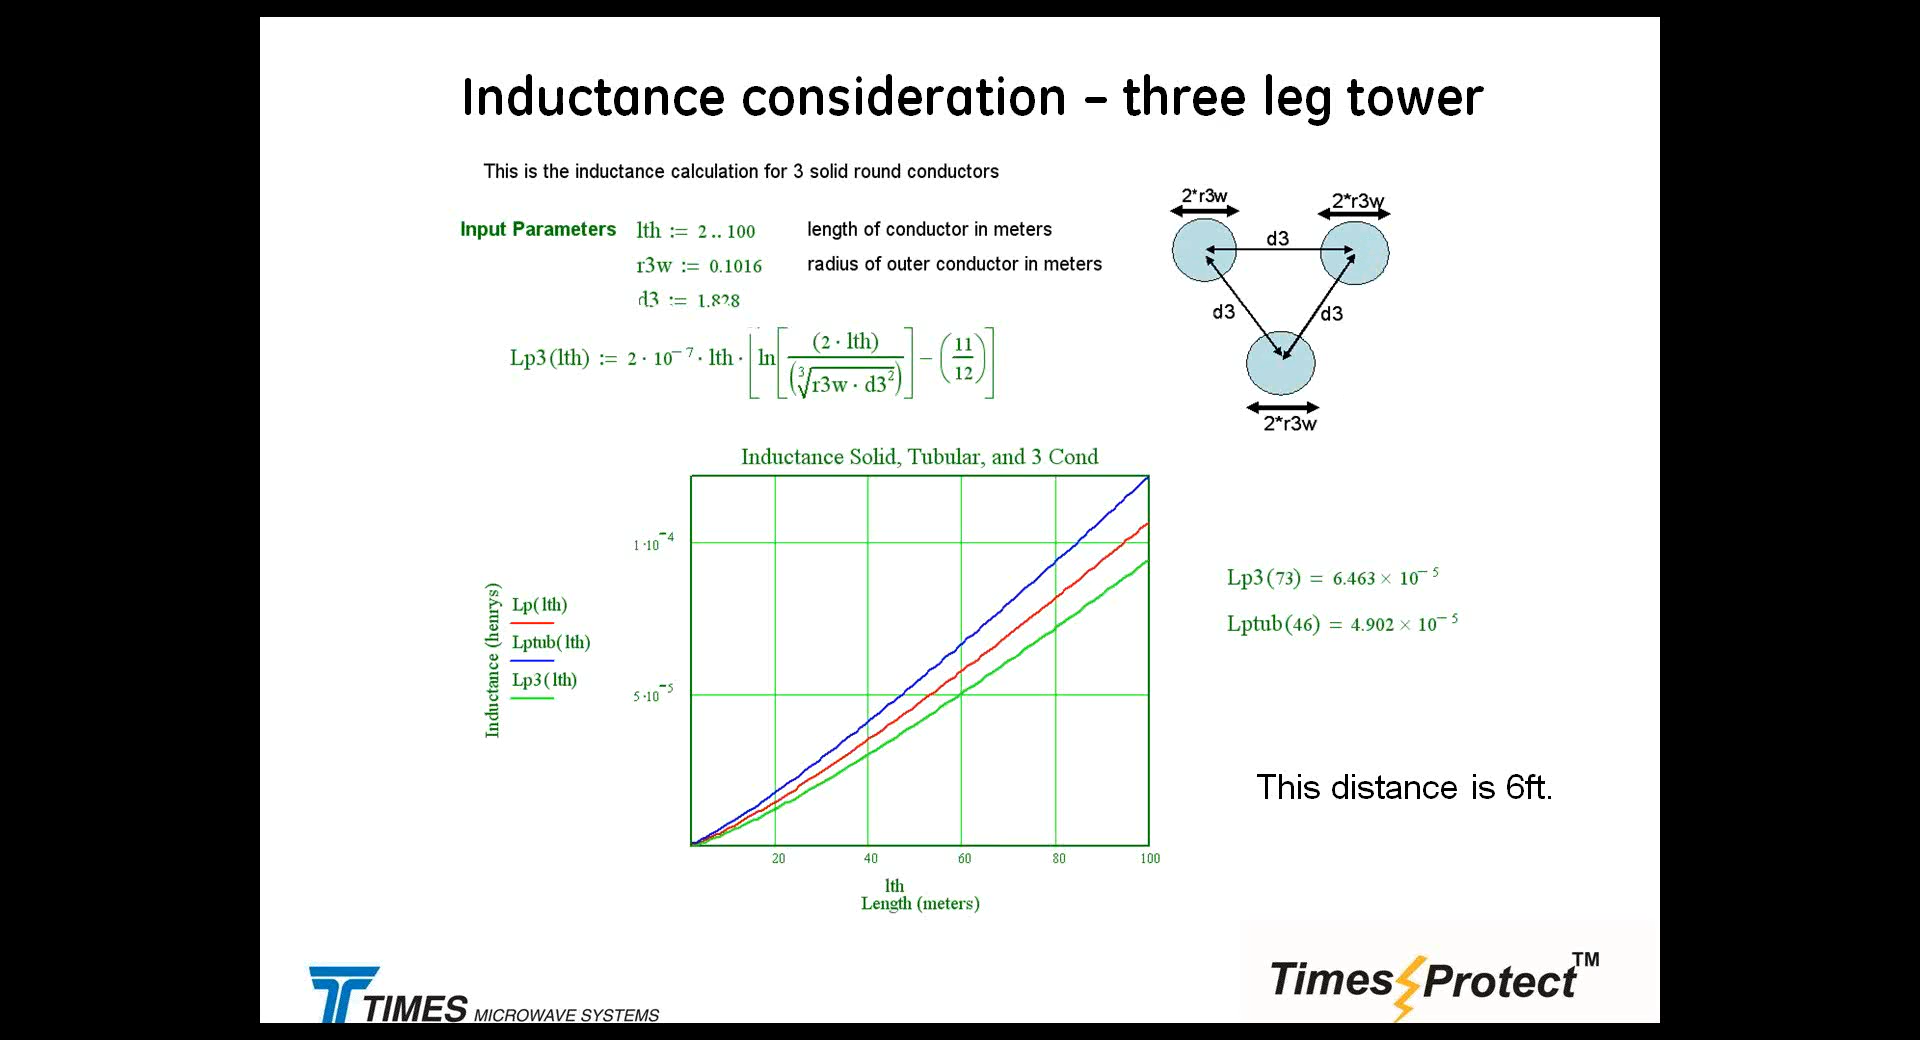 Inductance consideration – three leg tower
This is the inductance calculation for 3 solid round conductors
Input Parameters lth := 2 .. 100 length of conductor in meters
r3w := 0.1016 radius of outer conductor in meters
d3 := 1.828
Lp3(lth) := 2 · 10^−7 · lth · [ln[(2 · lth) / (∛(r3w · d3²))] − (11/12)]
2*r3w
2*r3w
d3
d3
d3
2*r3w
Inductance Solid, Tubular, and 3 Cond
1·10^−4
5·10^−5
Inductance (henrys)
Lp(lth)
Lptub(lth)
Lp3(lth)
20 40 60 80 100
lth
Length (meters)
Lp3(73) = 6.463 × 10^−5
Lptub(46) = 4.902 × 10^−5
This distance is 6ft.
TIMES MICROWAVE SYSTEMS
Times Protect™